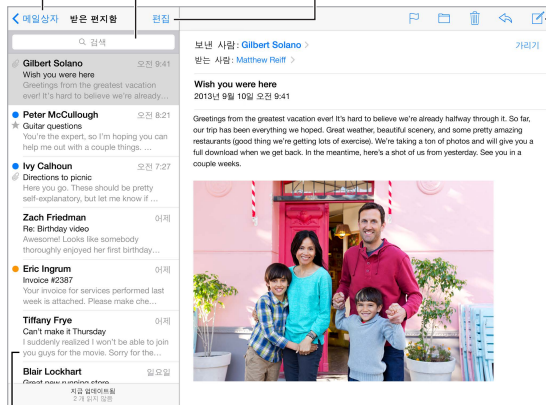 메일상자 받은 편지함 편집
검색
Gilbert Solano 오전 9:41
Wish you were here
Greetings from the greatest vacation
ever! It's hard to believe we're already…
Peter McCullough 오전 8:21
Guitar questions
You're the expert, so I'm hoping you can
help me out with a couple things. …
Ivy Calhoun 오전 7:27
Directions to picnic
Here you go. These should be pretty
self-explanatory, but let me know if …
Zach Friedman 어제
Re: Birthday video
Awesome! Looks like somebody
thoroughly enjoyed her first birthday…
Eric Ingrum 어제
Invoice #2387
Your invoice for services performed last
week is attached. Please make che…
Tiffany Frye 어제
Can't make it Thursday
I suddenly realized I won't be able to join
you guys for the movie. Sorry for the…
Blair Lockhart 일요일
Great new running store
지금 업데이트됨
2개 읽지 않음
보낸 사람: Gilbert Solano 가리기
받는 사람: Matthew Reiff
Wish you were here
2013년 9월 10일 오전 9:41
Greetings from the greatest vacation ever! It's hard to believe we're already halfway through it. So far,
our trip has been everything we hoped. Great weather, beautiful scenery, and some pretty amazing
restaurants (good thing we're getting lots of exercise). We're taking a ton of photos and will give you a
full download when we get back. In the meantime, here's a shot of us from yesterday. See you in a
couple weeks.